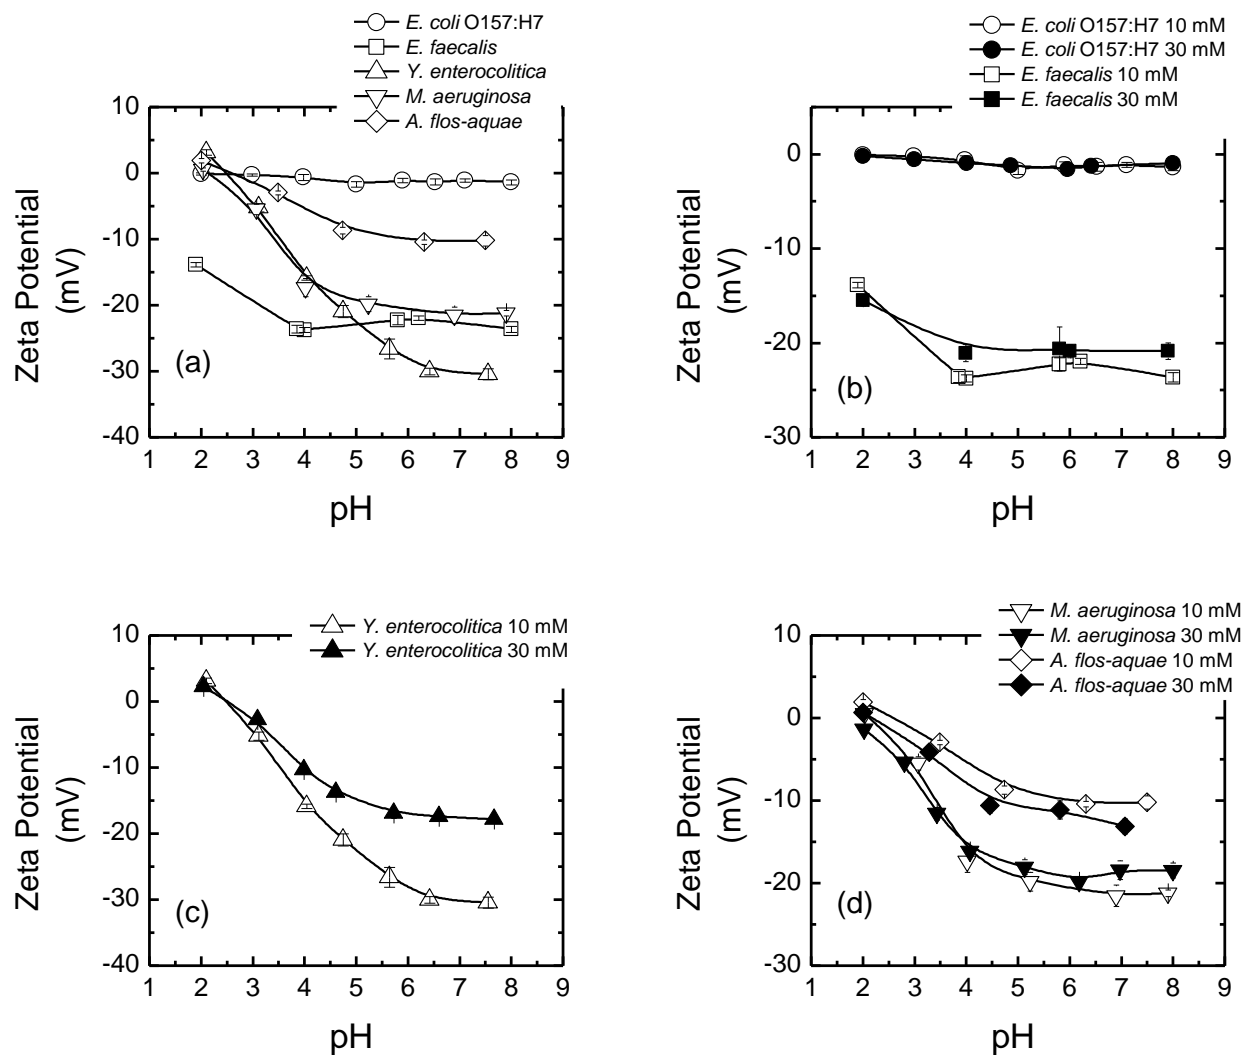 E. coli O157:H7
E. faecalis
Y. enterocolitica
M. aeruginosa
A. flos-aquae
10
0
-10
-20
-30
-40
Zeta Potential
(mV)
(a)
1 2 3 4 5 6 7 8 9
pH
E. coli O157:H7 10 mM
E. coli O157:H7 30 mM
E. faecalis 10 mM
E. faecalis 30 mM
0
-10
-20
-30
Zeta Potential
(mV)
(b)
1 2 3 4 5 6 7 8 9
pH
Y. enterocolitica 10 mM
Y. enterocolitica 30 mM
10
0
-10
-20
-30
-40
Zeta Potential
(mV)
(c)
1 2 3 4 5 6 7 8 9
pH
M. aeruginosa 10 mM
M. aeruginosa 30 mM
A. flos-aquae 10 mM
A. flos-aquae 30 mM
10
0
-10
-20
-30
Zeta Potential
(mV)
(d)
1 2 3 4 5 6 7 8 9
pH